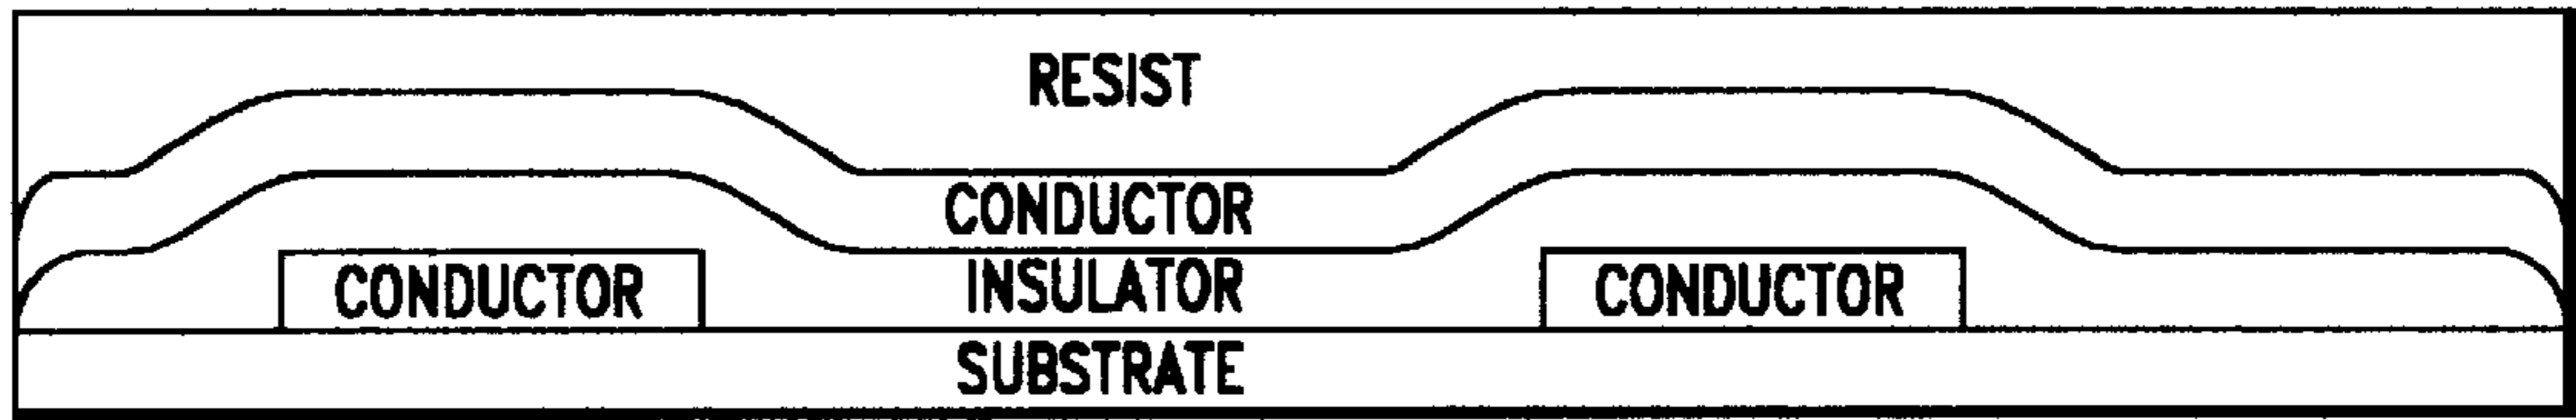 RESIST
CONDUCTOR
CONDUCTOR INSULATOR CONDUCTOR
SUBSTRATE